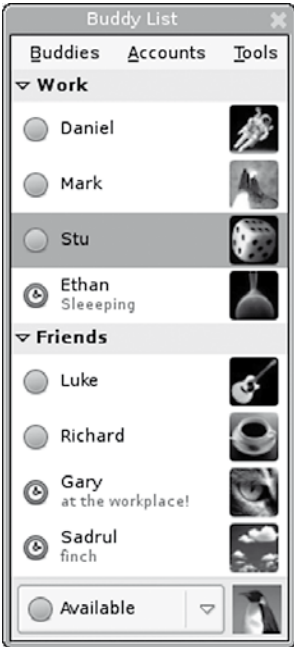 Buddy List
Buddies Accounts Tools
Work
Daniel
Mark
Stu
Ethan
Sleeeping
Friends
Luke
Richard
Gary
at the workplace!
Sadrul
finch
Available